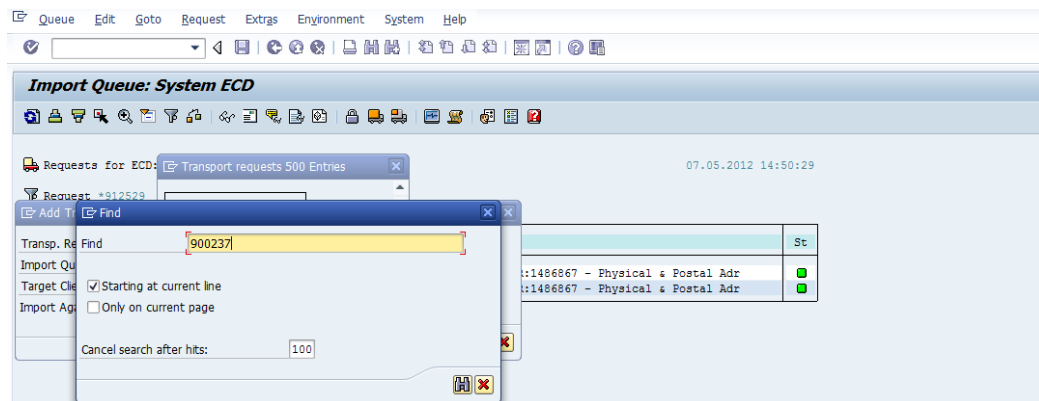 Queue Edit Goto Request Extras Environment System Help
Import Queue: System ECD
Requests for ECD:
Transport requests 500 Entries
07.05.2012 14:50:29
Request *912529
Add Tr
Find
Transp. Re
Find 900237
St
Import Qu
:1486867 - Physical & Postal Adr
Target Clie
Starting at current line
:1486867 - Physical & Postal Adr
Import Aga
Only on current page
Cancel search after hits: 100